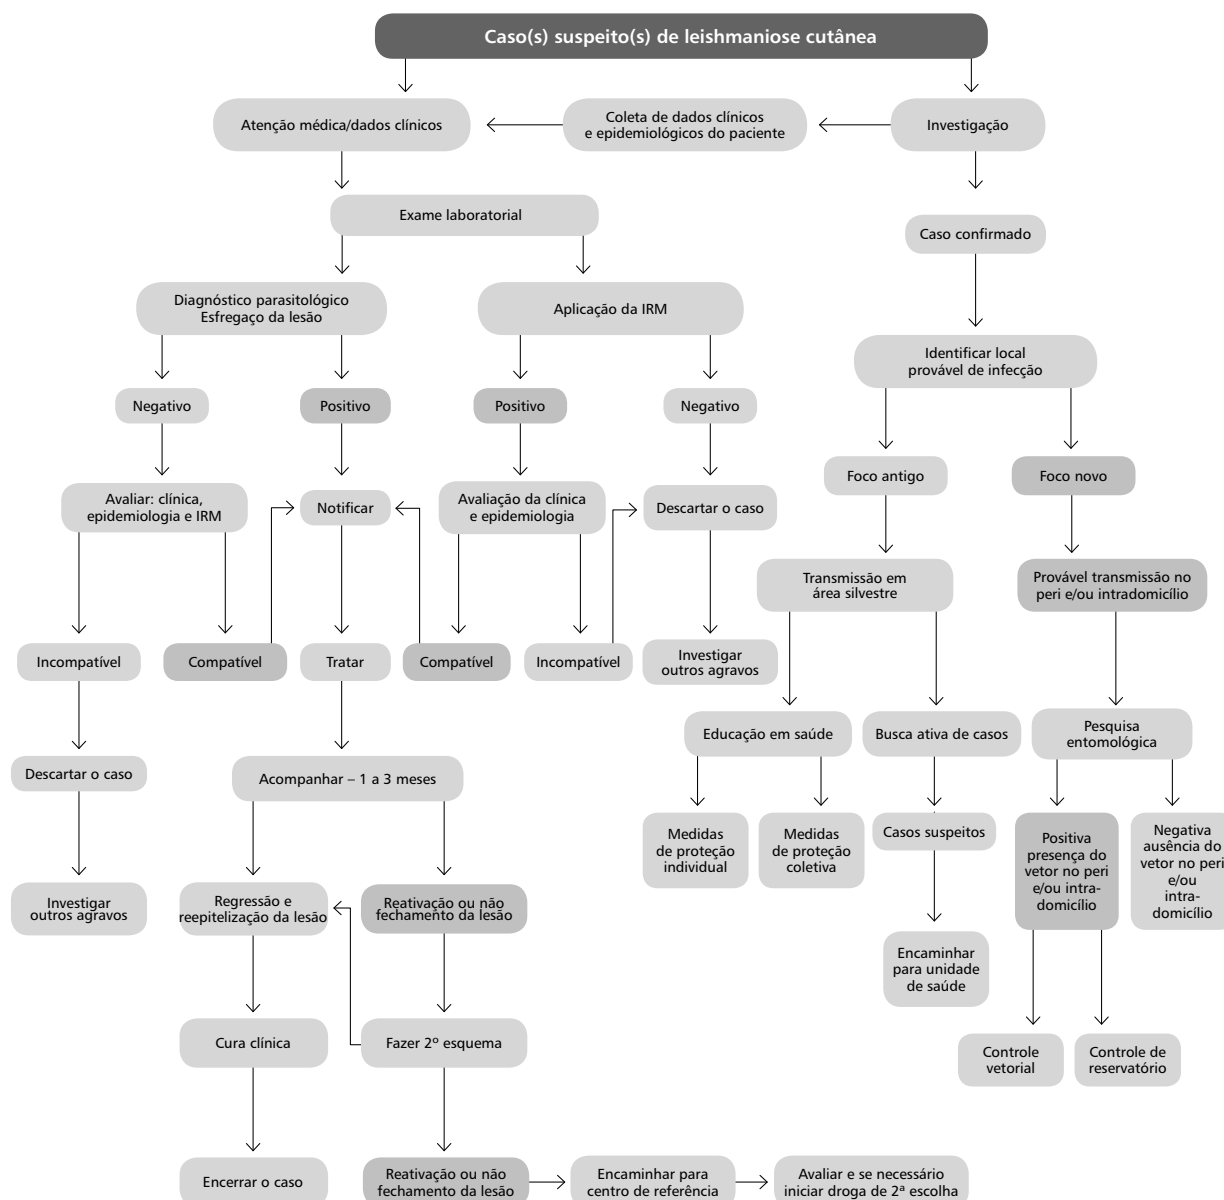 Caso(s) suspeito(s) de leishmaniose cutânea
Atenção médica/dados clínicos
Coleta de dados clínicos
e epidemiológicos do paciente
Investigação
Exame laboratorial
Caso confirmado
Diagnóstico parasitológico
Esfregaço da lesão
Aplicação da IRM
Identificar local
provável de infecção
Negativo
Positivo
Positivo
Negativo
Foco antigo
Foco novo
Avaliar: clínica,
epidemiologia e IRM
Notificar
Avaliação da clínica
e epidemiologia
Descartar o caso
Transmissão em
área silvestre
Provável transmissão no
peri e/ou intradomicílio
Incompatível
Compatível
Tratar
Compatível
Incompatível
Investigar
outros agravos
Educação em saúde
Busca ativa de casos
Pesquisa
entomológica
Descartar o caso
Acompanhar – 1 a 3 meses
Medidas
de proteção
individual
Medidas
de proteção
coletiva
Casos suspeitos
Positiva
presença do
vetor no peri
e/ou intra-
domicílio
Negativa
ausência do
vetor no peri
e/ou
intra-
domicílio
Investigar
outros agravos
Regressão e
reepitelização da lesão
Reativação ou não
fechamento da lesão
Encaminhar
para unidade
de saúde
Cura clínica
Fazer 2º esquema
Controle
vetorial
Controle de
reservatório
Encerrar o caso
Reativação ou não
fechamento da lesão
Encaminhar para
centro de referência
Avaliar e se necessário
iniciar droga de 2ª escolha